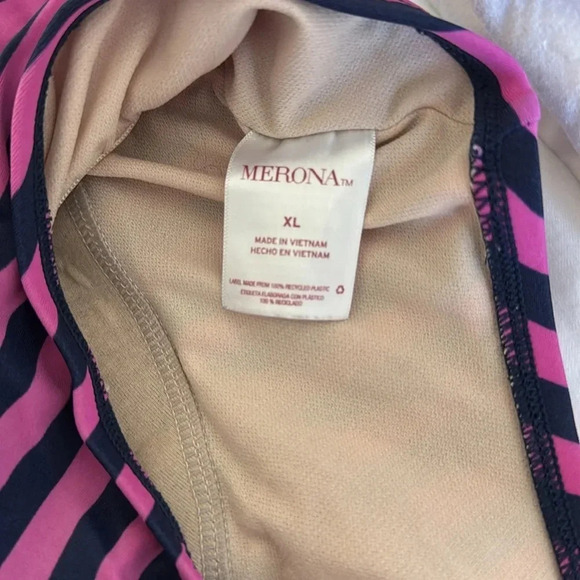 MERONA™
XL
MADE IN VIETNAM
HECHO EN VIETNAM
LABEL MADE FROM 100% RECYCLED PLASTIC
ETIQUETA ELABORADA CON PLÁSTICO
100 % RECICLADO